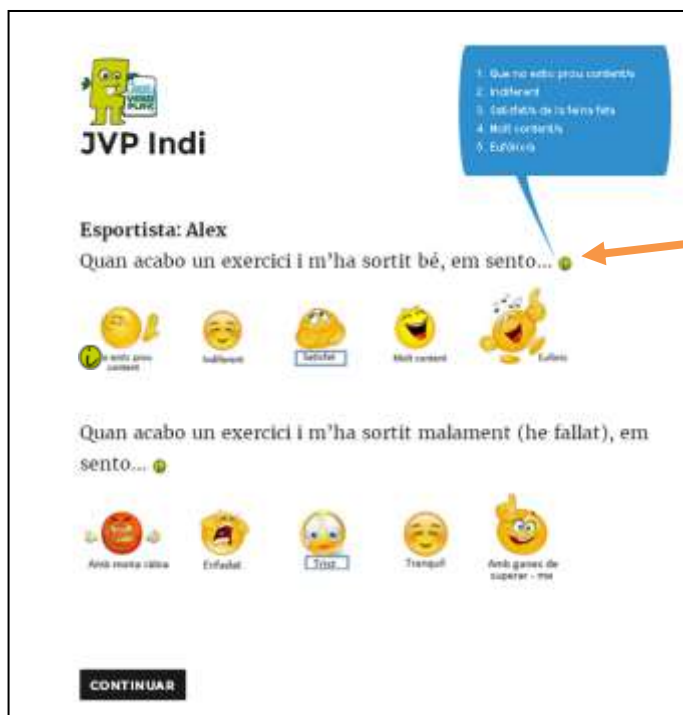 JVP Indi
1. Que no estic prou content/a
2. Indiferent
3. Satisfet/a de la feina feta
4. Molt content/a
5. Eufòric/a
Esportista: Alex
Quan acabo un exercici i m'ha sortit bé, em sento...
e estic prou
content
Indiferent
Satisfet
Molt content
Eufòric
Quan acabo un exercici i m'ha sortit malament (he fallat), em
sento...
Amb molta ràbia
Enfadat
Trist
Tranquil
Amb ganes de
superar - me
CONTINUAR